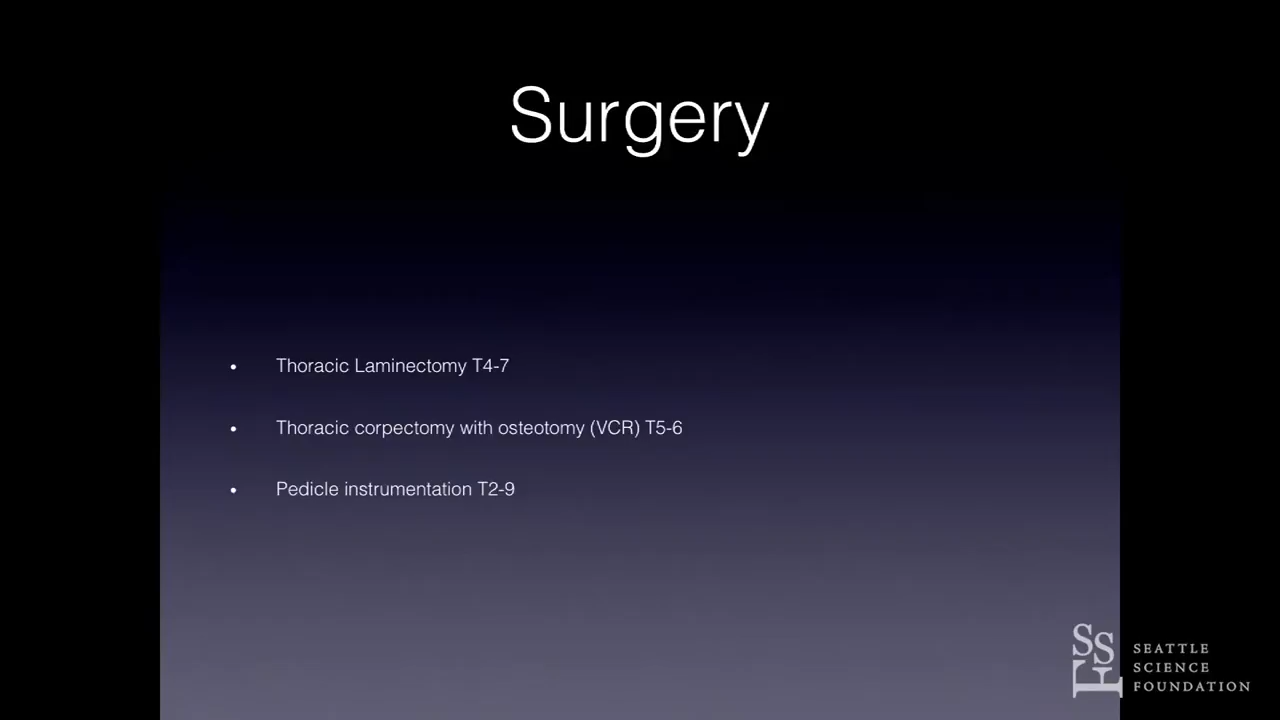 Surgery
• Thoracic Laminectomy T4-7
• Thoracic corpectomy with osteotomy (VCR) T5-6
• Pedicle instrumentation T2-9
SSF
SEATTLE
SCIENCE
FOUNDATION